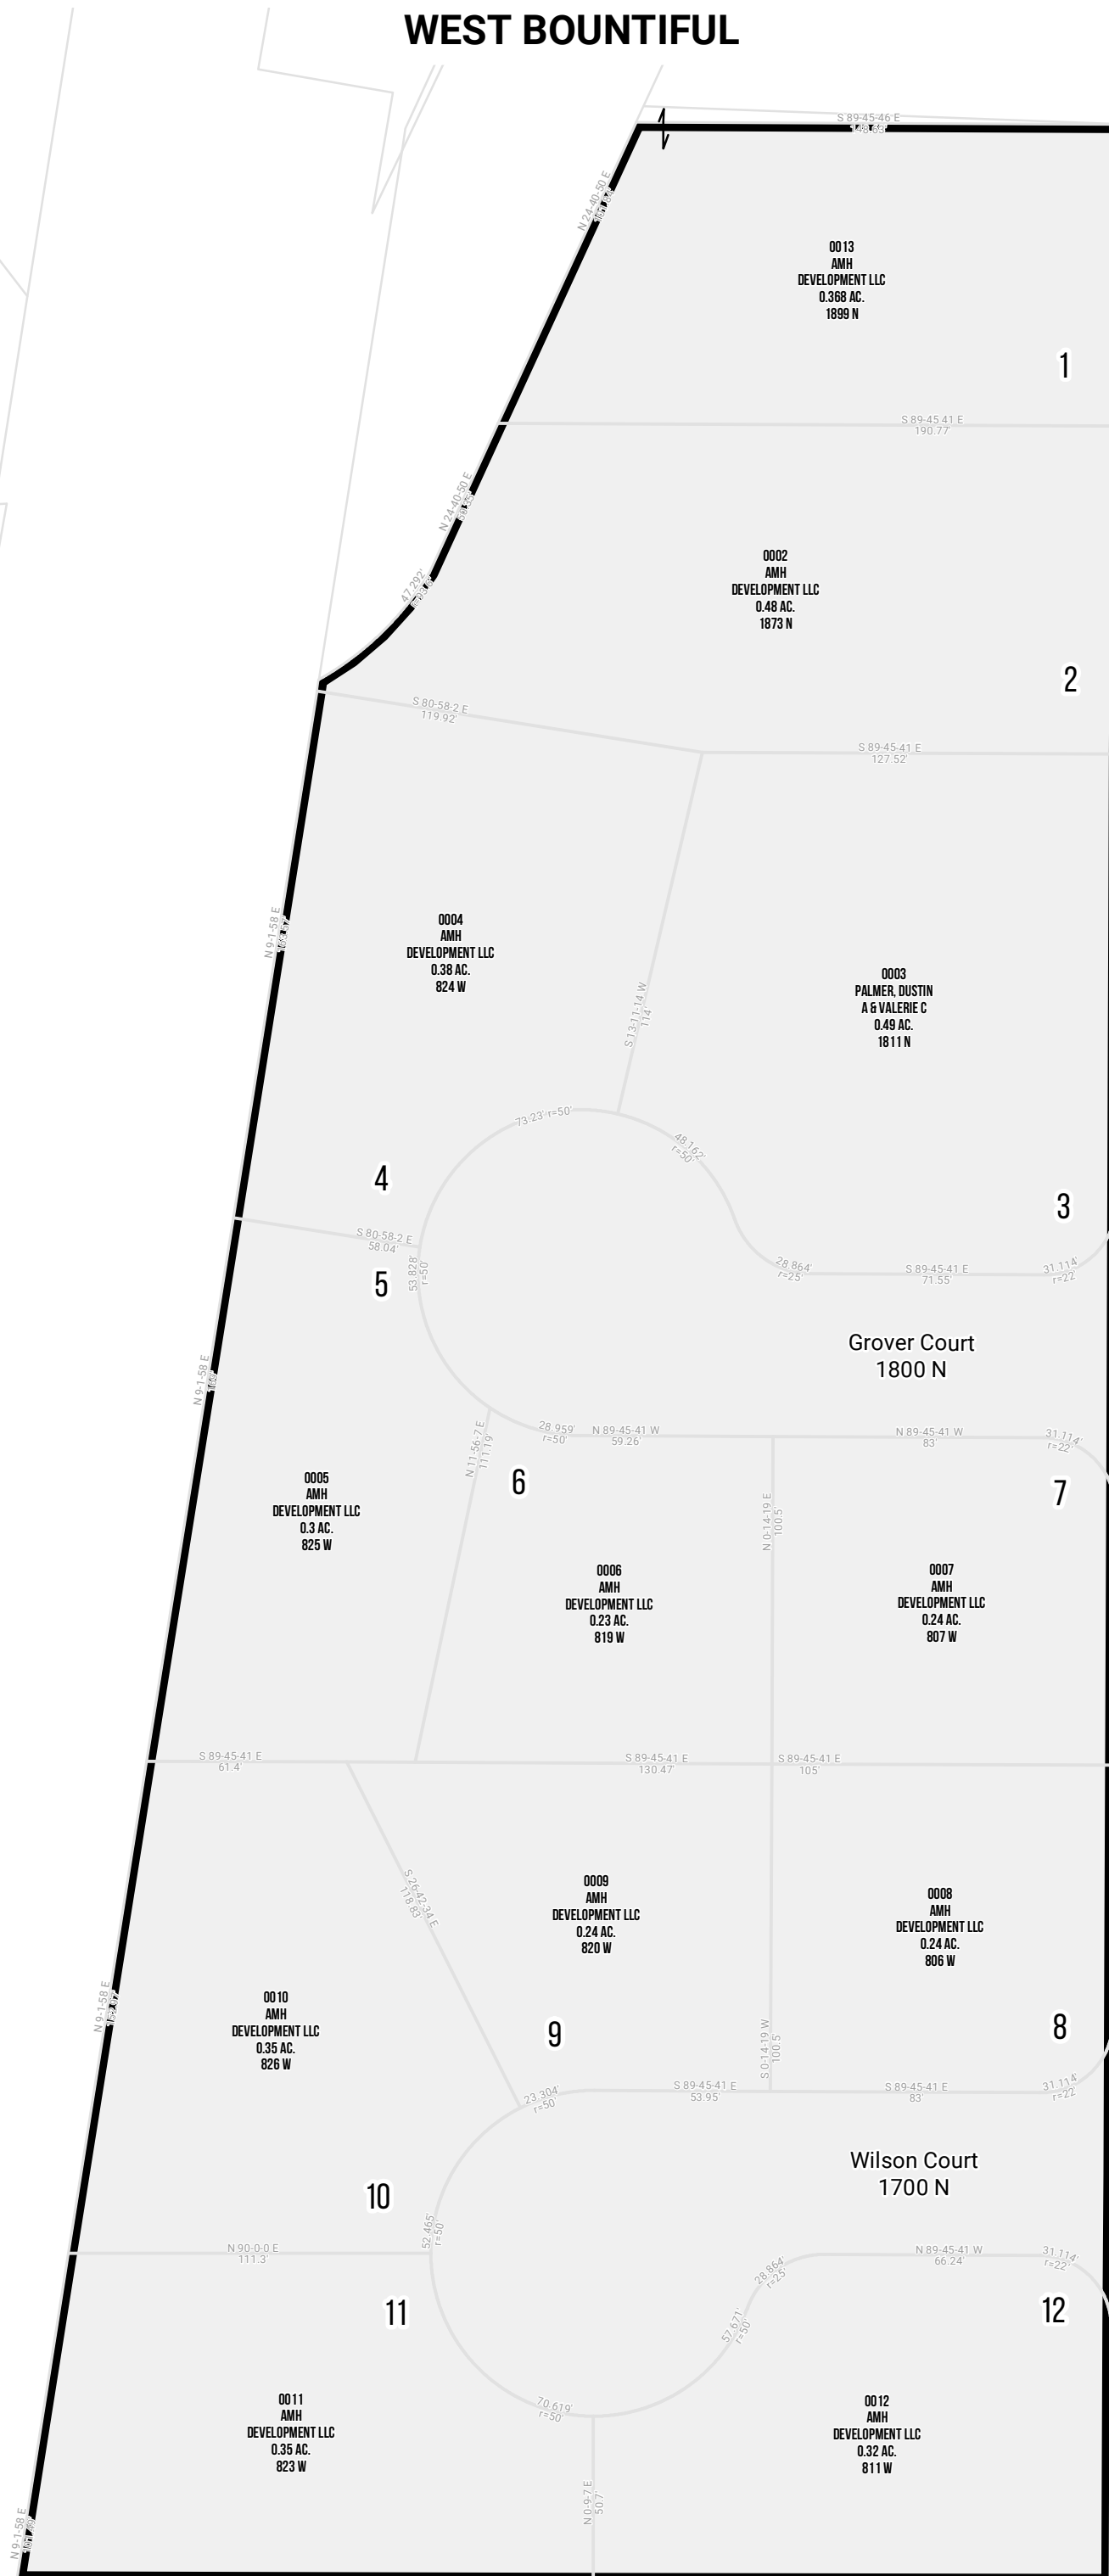 WEST BOUNTIFUL
S 89-45-46 E
148.63'
N 24-40-50 E
0013
AMH
DEVELOPMENT LLC
0.368 AC.
1899 N
1
S 89-45-41 E
190.77'
N 24-40-50 E
47.292'
0002
AMH
DEVELOPMENT LLC
0.48 AC.
1873 N
2
S 80-58-2 E
119.92'
S 89-45-41 E
127.52'
N 9-1-58 E
0004
AMH
DEVELOPMENT LLC
0.38 AC.
824 W
0003
PALMER, DUSTIN
A & VALERIE C
0.49 AC.
1811 N
S 13-11-14 W
114'
73.23' r=50'
48.162'
r=50'
4
3
S 80-58-2 E
58.04'
53.828'
r=50'
5
28.864'
r=25'
S 89-45-41 E
71.55'
31.114'
r=22'
Grover Court
1800 N
N 9-1-58 E
28.959'
r=50'
N 89-45-41 W
59.26'
N 89-45-41 W
83'
31.114'
r=22'
N 11-56-7 E
111.19'
6
7
0005
AMH
DEVELOPMENT LLC
0.3 AC.
825 W
N 0-14-19 E
100.5'
0006
AMH
DEVELOPMENT LLC
0.23 AC.
819 W
0007
AMH
DEVELOPMENT LLC
0.24 AC.
807 W
S 89-45-41 E
61.4'
S 89-45-41 E
130.47'
S 89-45-41 E
105'
S 26-42-34 E
118.83'
0009
AMH
DEVELOPMENT LLC
0.24 AC.
820 W
0008
AMH
DEVELOPMENT LLC
0.24 AC.
806 W
N 9-1-58 E
0010
AMH
DEVELOPMENT LLC
0.35 AC.
826 W
9
8
S 0-14-19 W
100.5'
23.304'
r=50'
S 89-45-41 E
53.95'
S 89-45-41 E
83'
31.114'
r=22'
Wilson Court
1700 N
10
52.465'
r=50'
N 90-0-0 E
111.3'
28.864'
r=25'
N 89-45-41 W
66.24'
31.114'
r=22'
11
12
57.671'
r=50'
70.619'
r=50'
0011
AMH
DEVELOPMENT LLC
0.35 AC.
823 W
0012
AMH
DEVELOPMENT LLC
0.32 AC.
811 W
N 0-9-7 E
50.7'
N 9-1-58 E